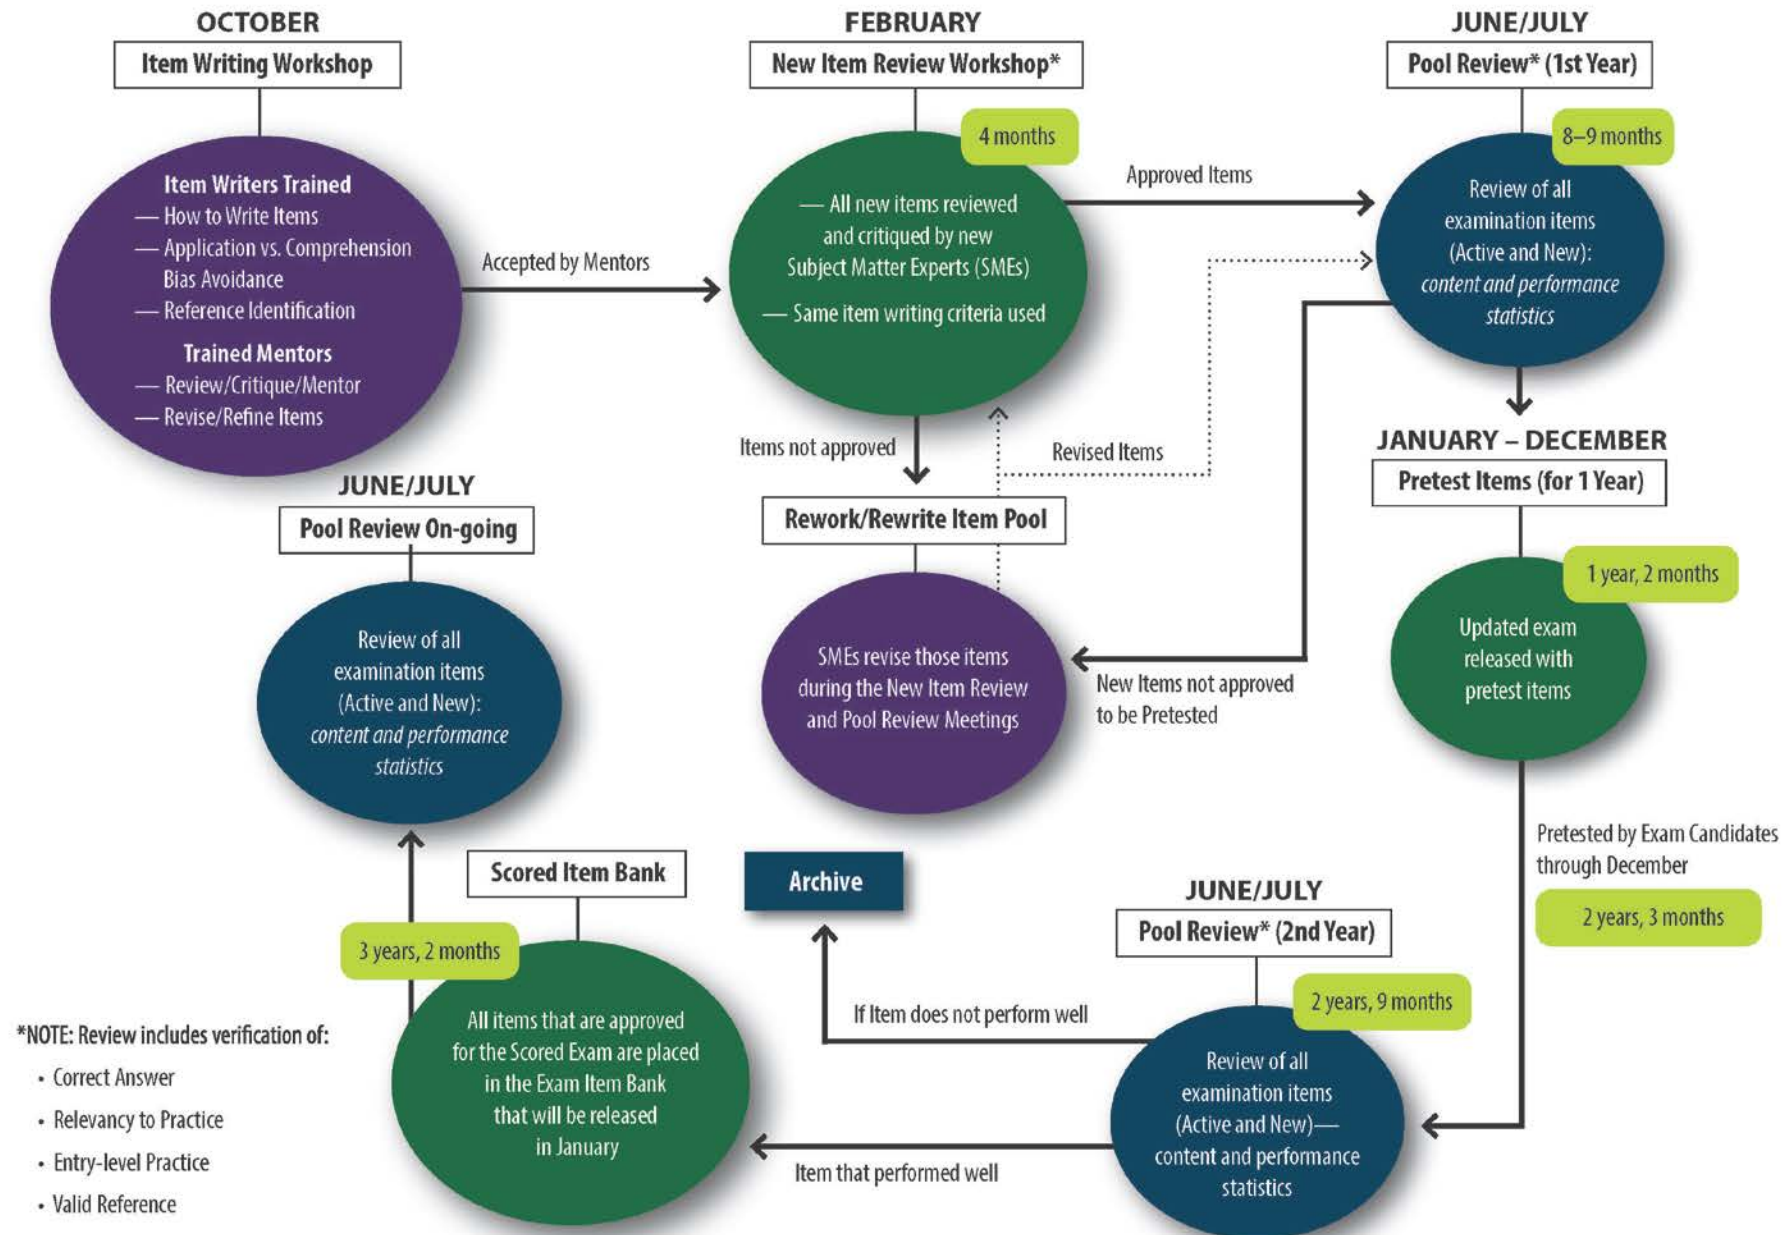 OCTOBER
Item Writing Workshop
Item Writers Trained
— How to Write Items
— Application vs. Comprehension
Bias Avoidance
— Reference Identification
Trained Mentors
— Review/Critique/Mentor
— Revise/Refine Items
Accepted by Mentors
FEBRUARY
New Item Review Workshop*
4 months
— All new items reviewed
and critiqued by new
Subject Matter Experts (SMEs)
— Same item writing criteria used
Approved Items
JUNE/JULY
Pool Review* (1st Year)
8–9 months
Review of all
examination items
(Active and New):
content and performance
statistics
Items not approved
Revised Items
Rework/Rewrite Item Pool
SMEs revise those items
during the New Item Review
and Pool Review Meetings
New Items not approved
to be Pretested
JANUARY – DECEMBER
Pretest Items (for 1 Year)
1 year, 2 months
Updated exam
released with
pretest items
Pretested by Exam Candidates
through December
2 years, 3 months
JUNE/JULY
Pool Review* (2nd Year)
2 years, 9 months
Review of all
examination items
(Active and New)—
content and performance
statistics
If Item does not perform well
Archive
Item that performed well
Scored Item Bank
All items that are approved
for the Scored Exam are placed
in the Exam Item Bank
that will be released
in January
3 years, 2 months
JUNE/JULY
Pool Review On-going
Review of all
examination items
(Active and New):
content and performance
statistics
*NOTE: Review includes verification of:
• Correct Answer
• Relevancy to Practice
• Entry-level Practice
• Valid Reference